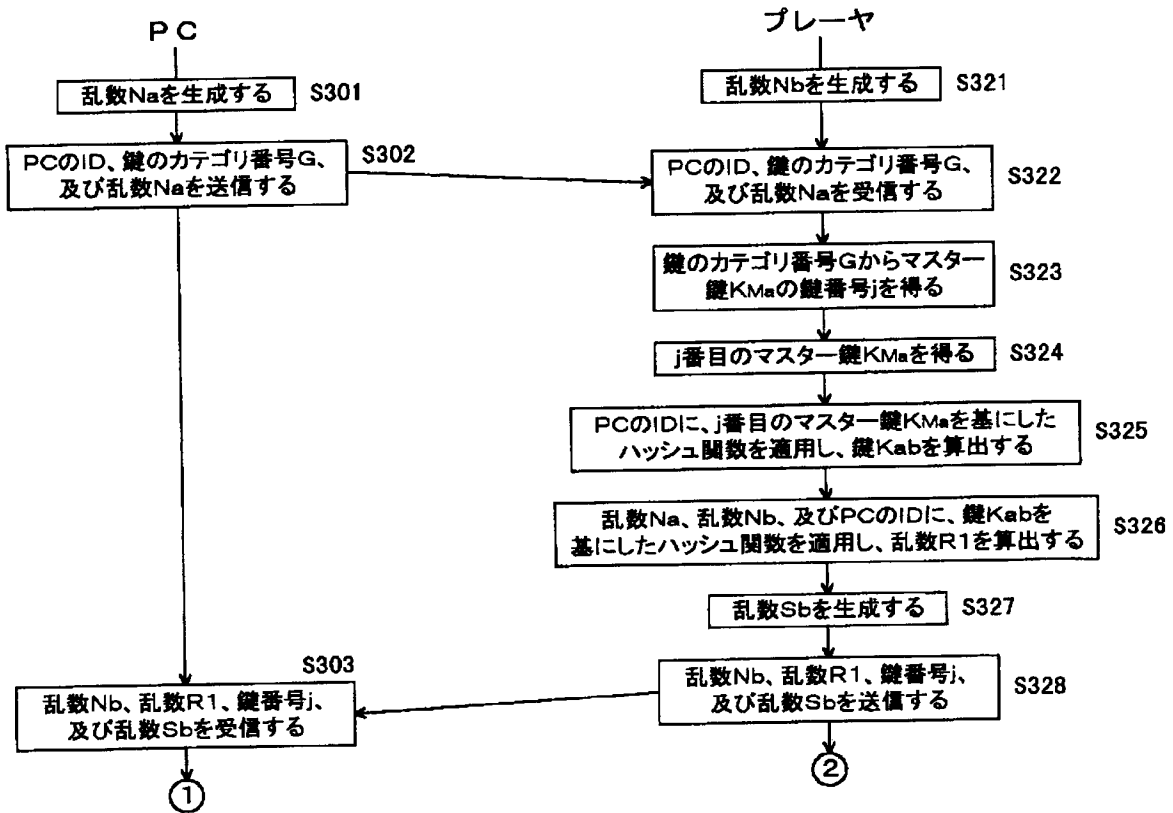 PC
プレーヤ
乱数Naを生成する
S301
乱数Nbを生成する
S321
PCのID、鍵のカテゴリ番号G、
及び乱数Naを送信する
S302
PCのID、鍵のカテゴリ番号G、
及び乱数Naを受信する
S322
鍵のカテゴリ番号Gからマスター
鍵KMaの鍵番号jを得る
S323
j番目のマスター鍵KMaを得る
S324
PCのIDに、j番目のマスター鍵KMaを基にした
ハッシュ関数を適用し、鍵Kabを算出する
S325
乱数Na、乱数Nb、及びPCのIDに、鍵Kabを
基にしたハッシュ関数を適用し、乱数R1を算出する
S326
乱数Sbを生成する
S327
S303
乱数Nb、乱数R1、鍵番号j、
及び乱数Sbを受信する
乱数Nb、乱数R1、鍵番号j、
及び乱数Sbを送信する
S328
①
②